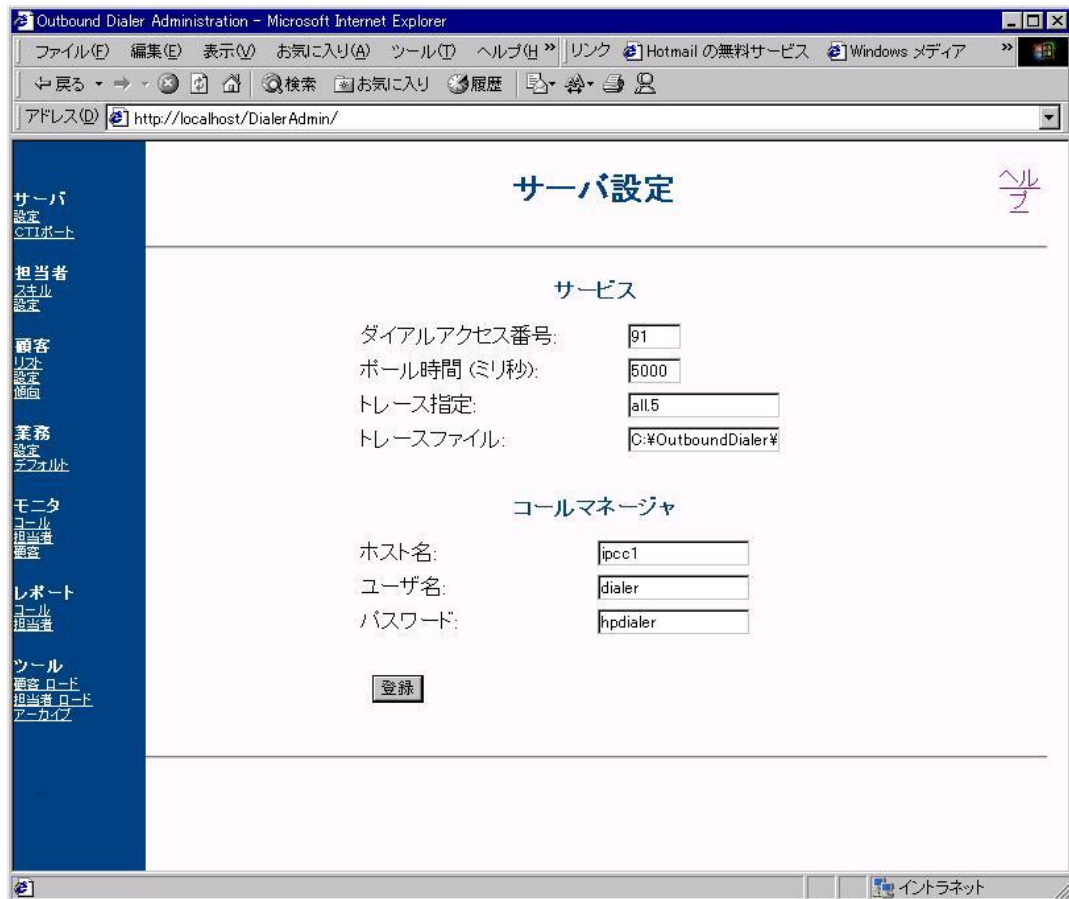 Outbound Dialer Administration - Microsoft Internet Explorer
ファイル(F) 編集(E) 表示(V) お気に入り(A) ツール(T) ヘルプ(H » リンク Hotmail の無料サービス Windows メディア »
戻る 検索 お気に入り 履歴
アドレス(D) http://localhost/DialerAdmin/
サーバ
設定
CTIポート
担当者
スキル
設定
顧客
リスト
設定
傾向
業務
設定
デフォルト
モニタ
コール
担当者
顧客
レポート
コール
担当者
ツール
顧客 ロード
担当者 ロード
アーカイブ
サーバ設定
ヘル
プ
サービス
ダイアルアクセス番号: 91
ポール時間 (ミリ秒): 5000
トレース指定: all.5
トレースファイル: C:¥OutboundDialer¥
コールマネージャ
ホスト名: ipcc1
ユーザ名: dialer
パスワード: hpdialer
登録
イントラネット